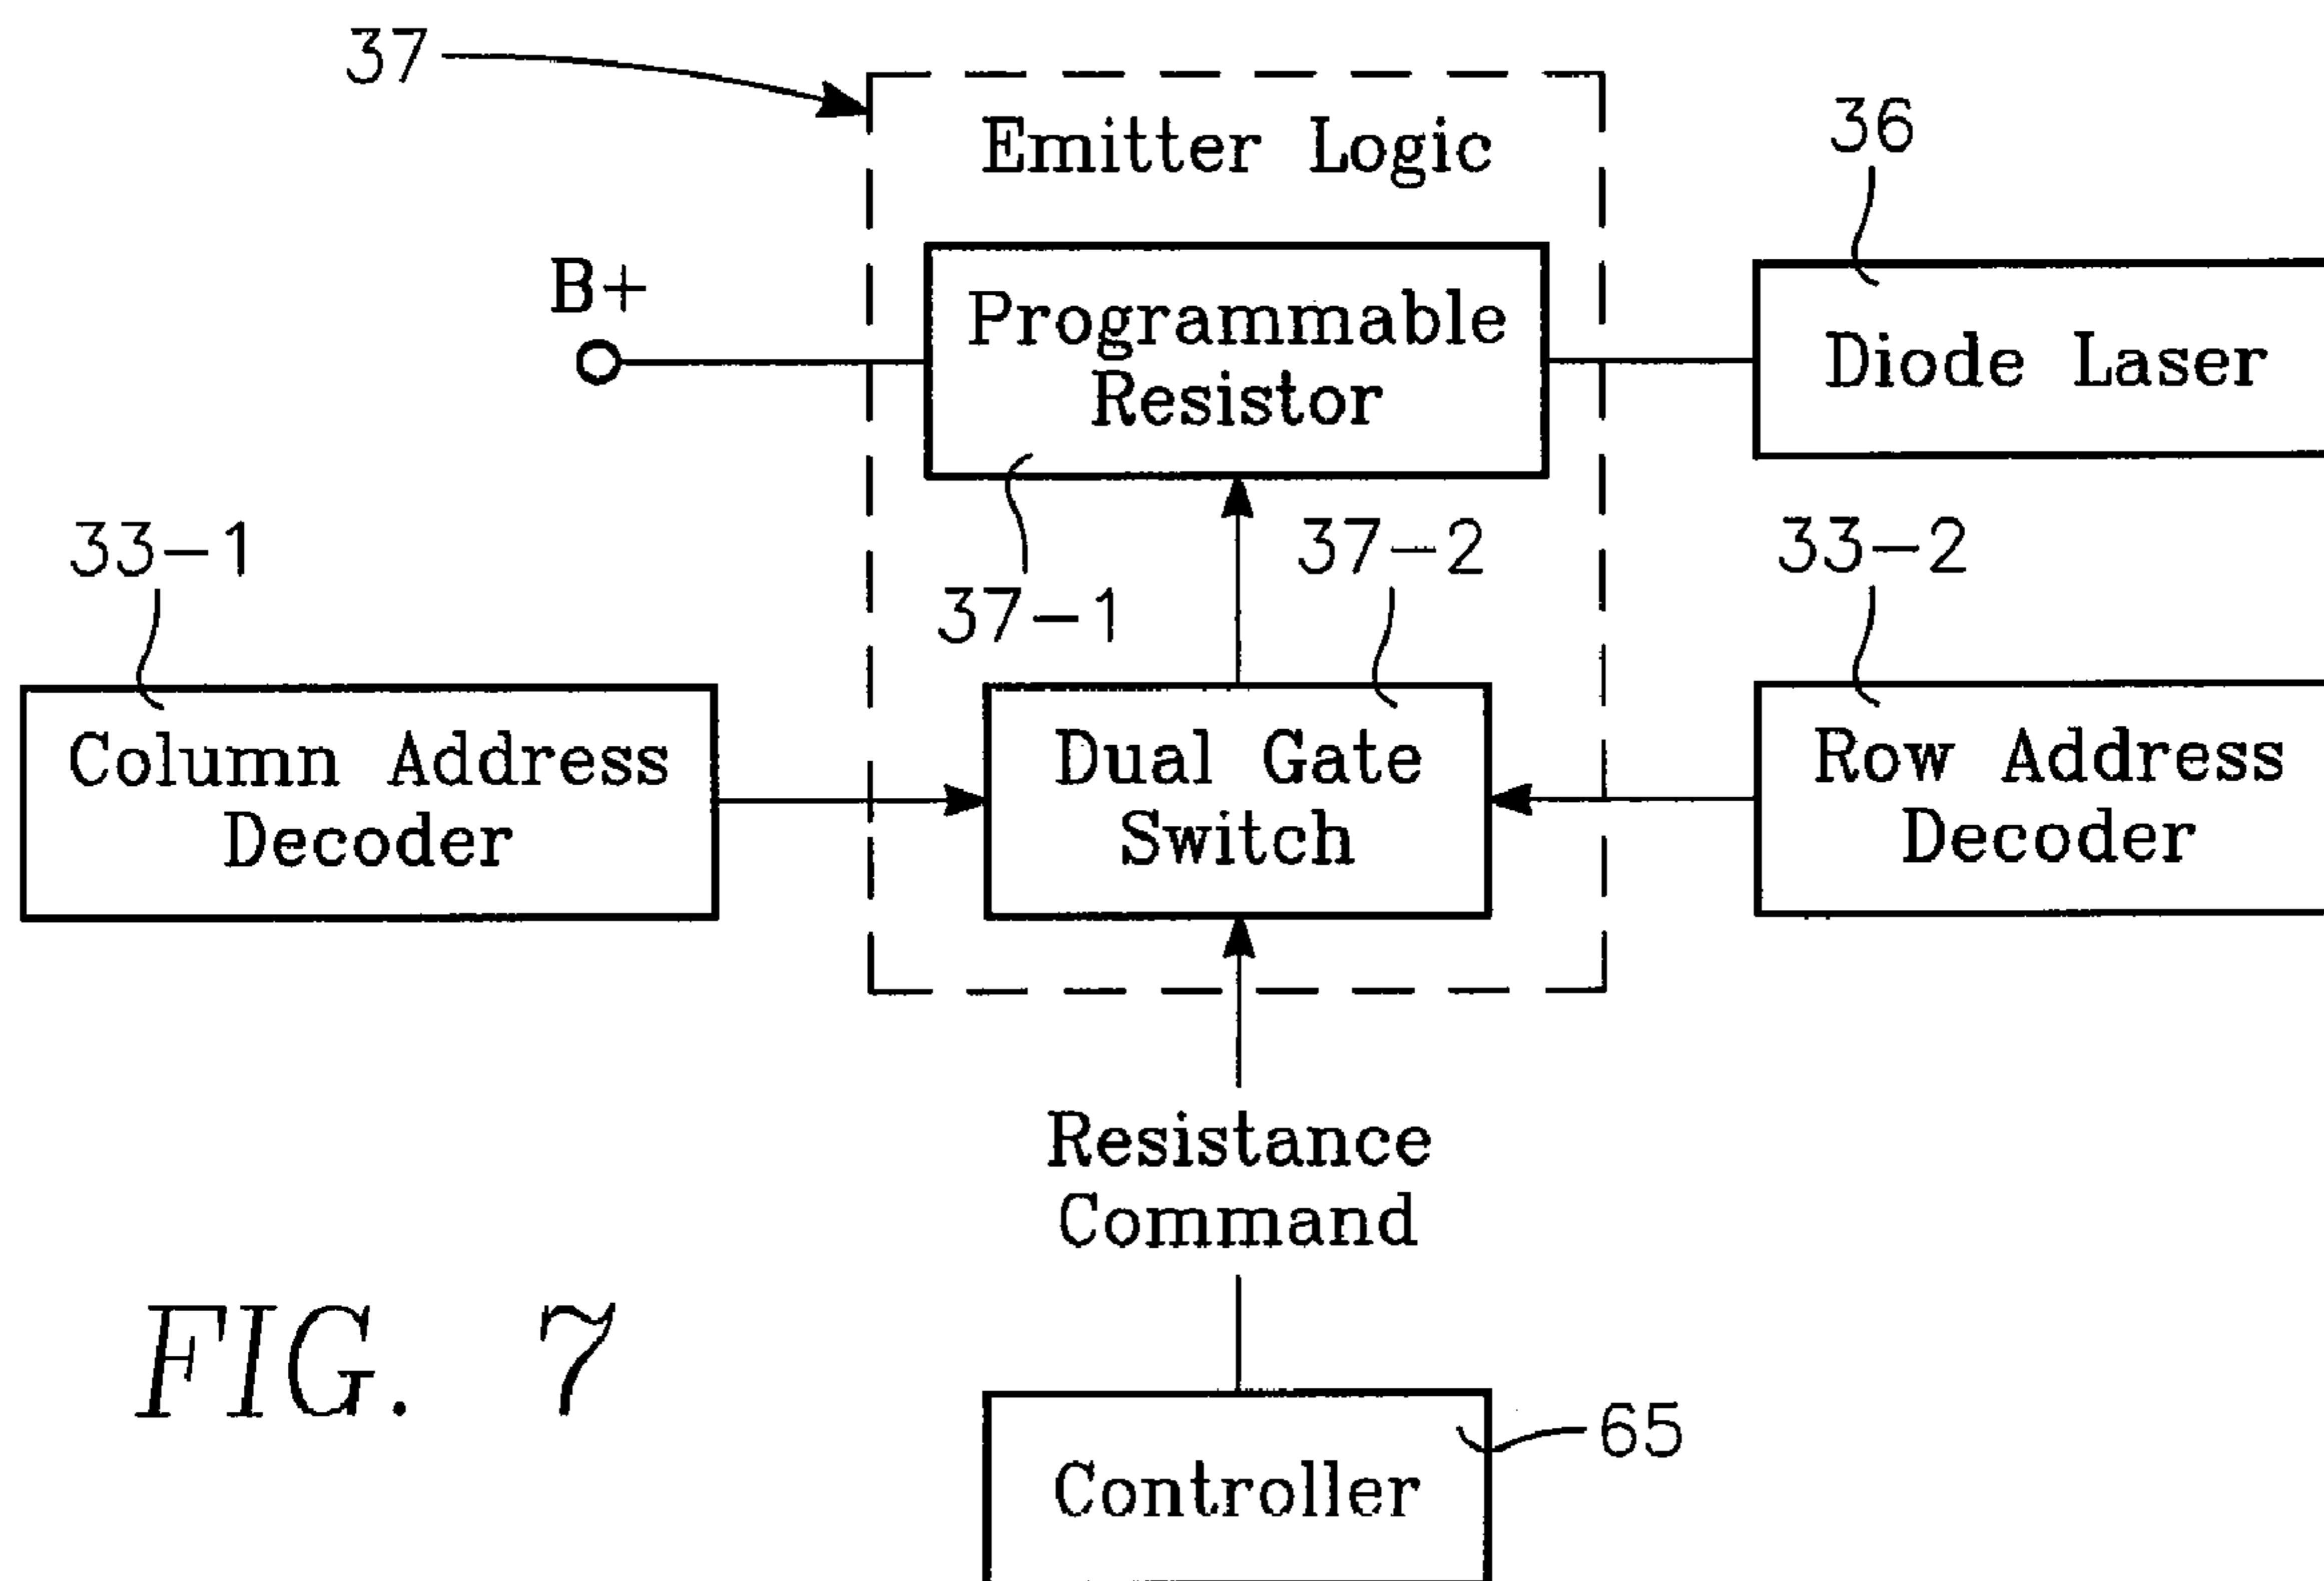 37
Emitter Logic
36
B+
Programmable
Resistor
Diode Laser
33-1
37-1
37-2
33-2
Column Address
Decoder
Dual Gate
Switch
Row Address
Decoder
Resistance
Command
FIG. 7
65
Controller